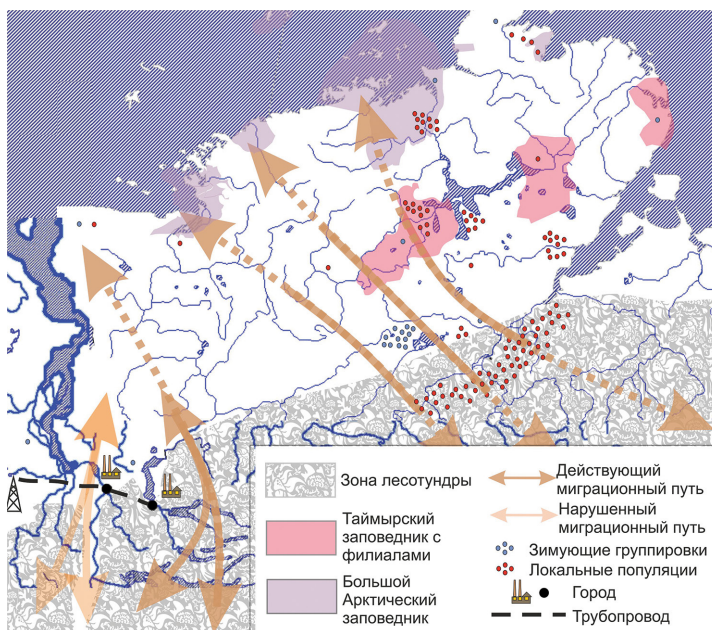 Зона лесотундры
Таймырский
заповедник с
филиалами
Большой
Арктический
заповедник
Действующий
миграционный путь
Нарушенный
миграционный путь
Зимующие группировки
Локальные популяции
Город
Трубопровод